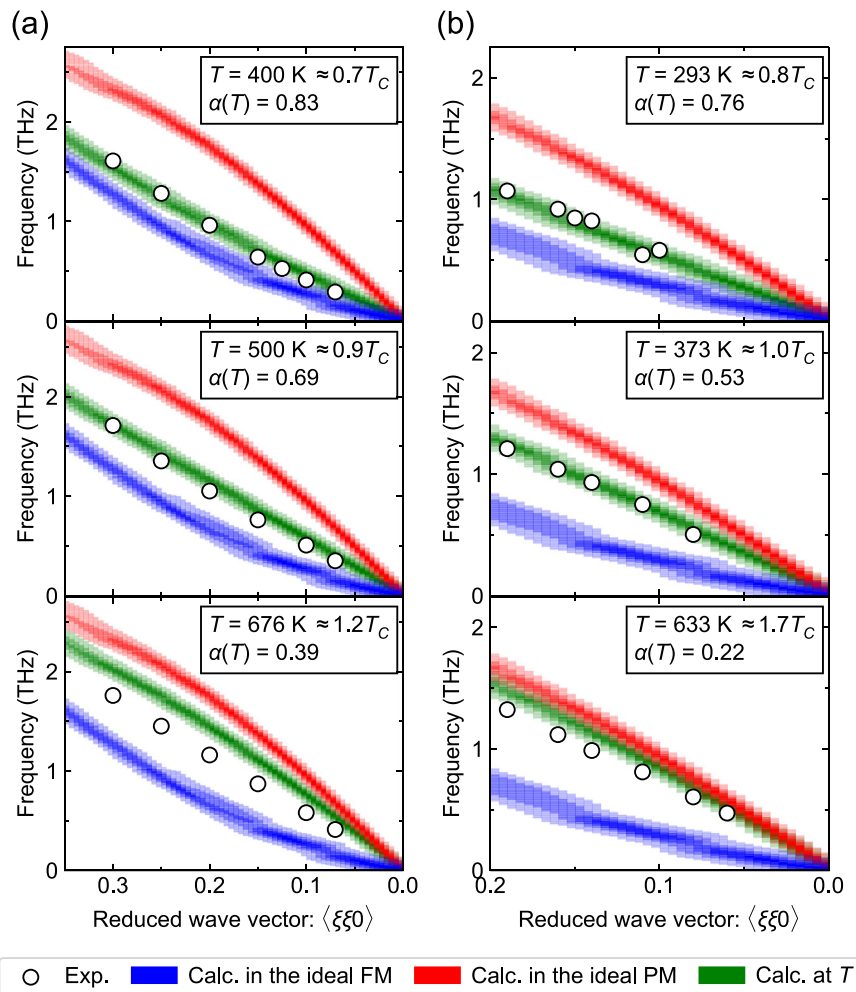 (a)
(b)
T = 400 K ≈0.7T_C
α(T) = 0.83
T = 293 K ≈0.8T_C
α(T) = 0.76
Frequency (THz)
2
1
0
Frequency (THz)
2
1
0
T = 500 K ≈0.9T_C
α(T) = 0.69
T = 373 K ≈1.0T_C
α(T) = 0.53
Frequency (THz)
2
1
0
Frequency (THz)
2
1
0
T = 676 K ≈1.2T_C
α(T) = 0.39
T = 633 K ≈1.7T_C
α(T) = 0.22
Frequency (THz)
2
1
0
Frequency (THz)
2
1
0
0.3 0.2 0.1 0.0
0.2 0.1 0.0
Reduced wave vector: ⟨ξξ0⟩
Reduced wave vector: ⟨ξξ0⟩
Exp. Calc. in the ideal FM Calc. in the ideal PM Calc. at T